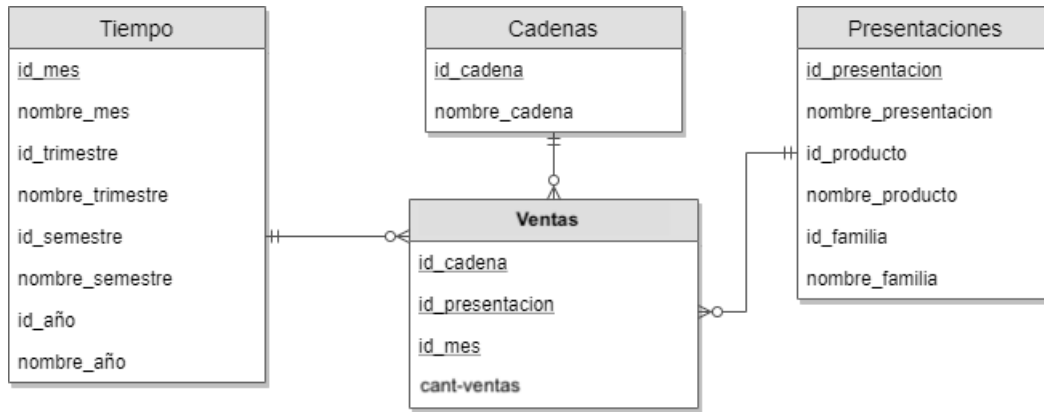 Tiempo
id_mes
nombre_mes
id_trimestre
nombre_trimestre
id_semestre
nombre_semestre
id_año
nombre_año
Cadenas
id_cadena
nombre_cadena
Presentaciones
id_presentacion
nombre_presentacion
id_producto
nombre_producto
id_familia
nombre_familia
Ventas
id_cadena
id_presentacion
id_mes
cant-ventas